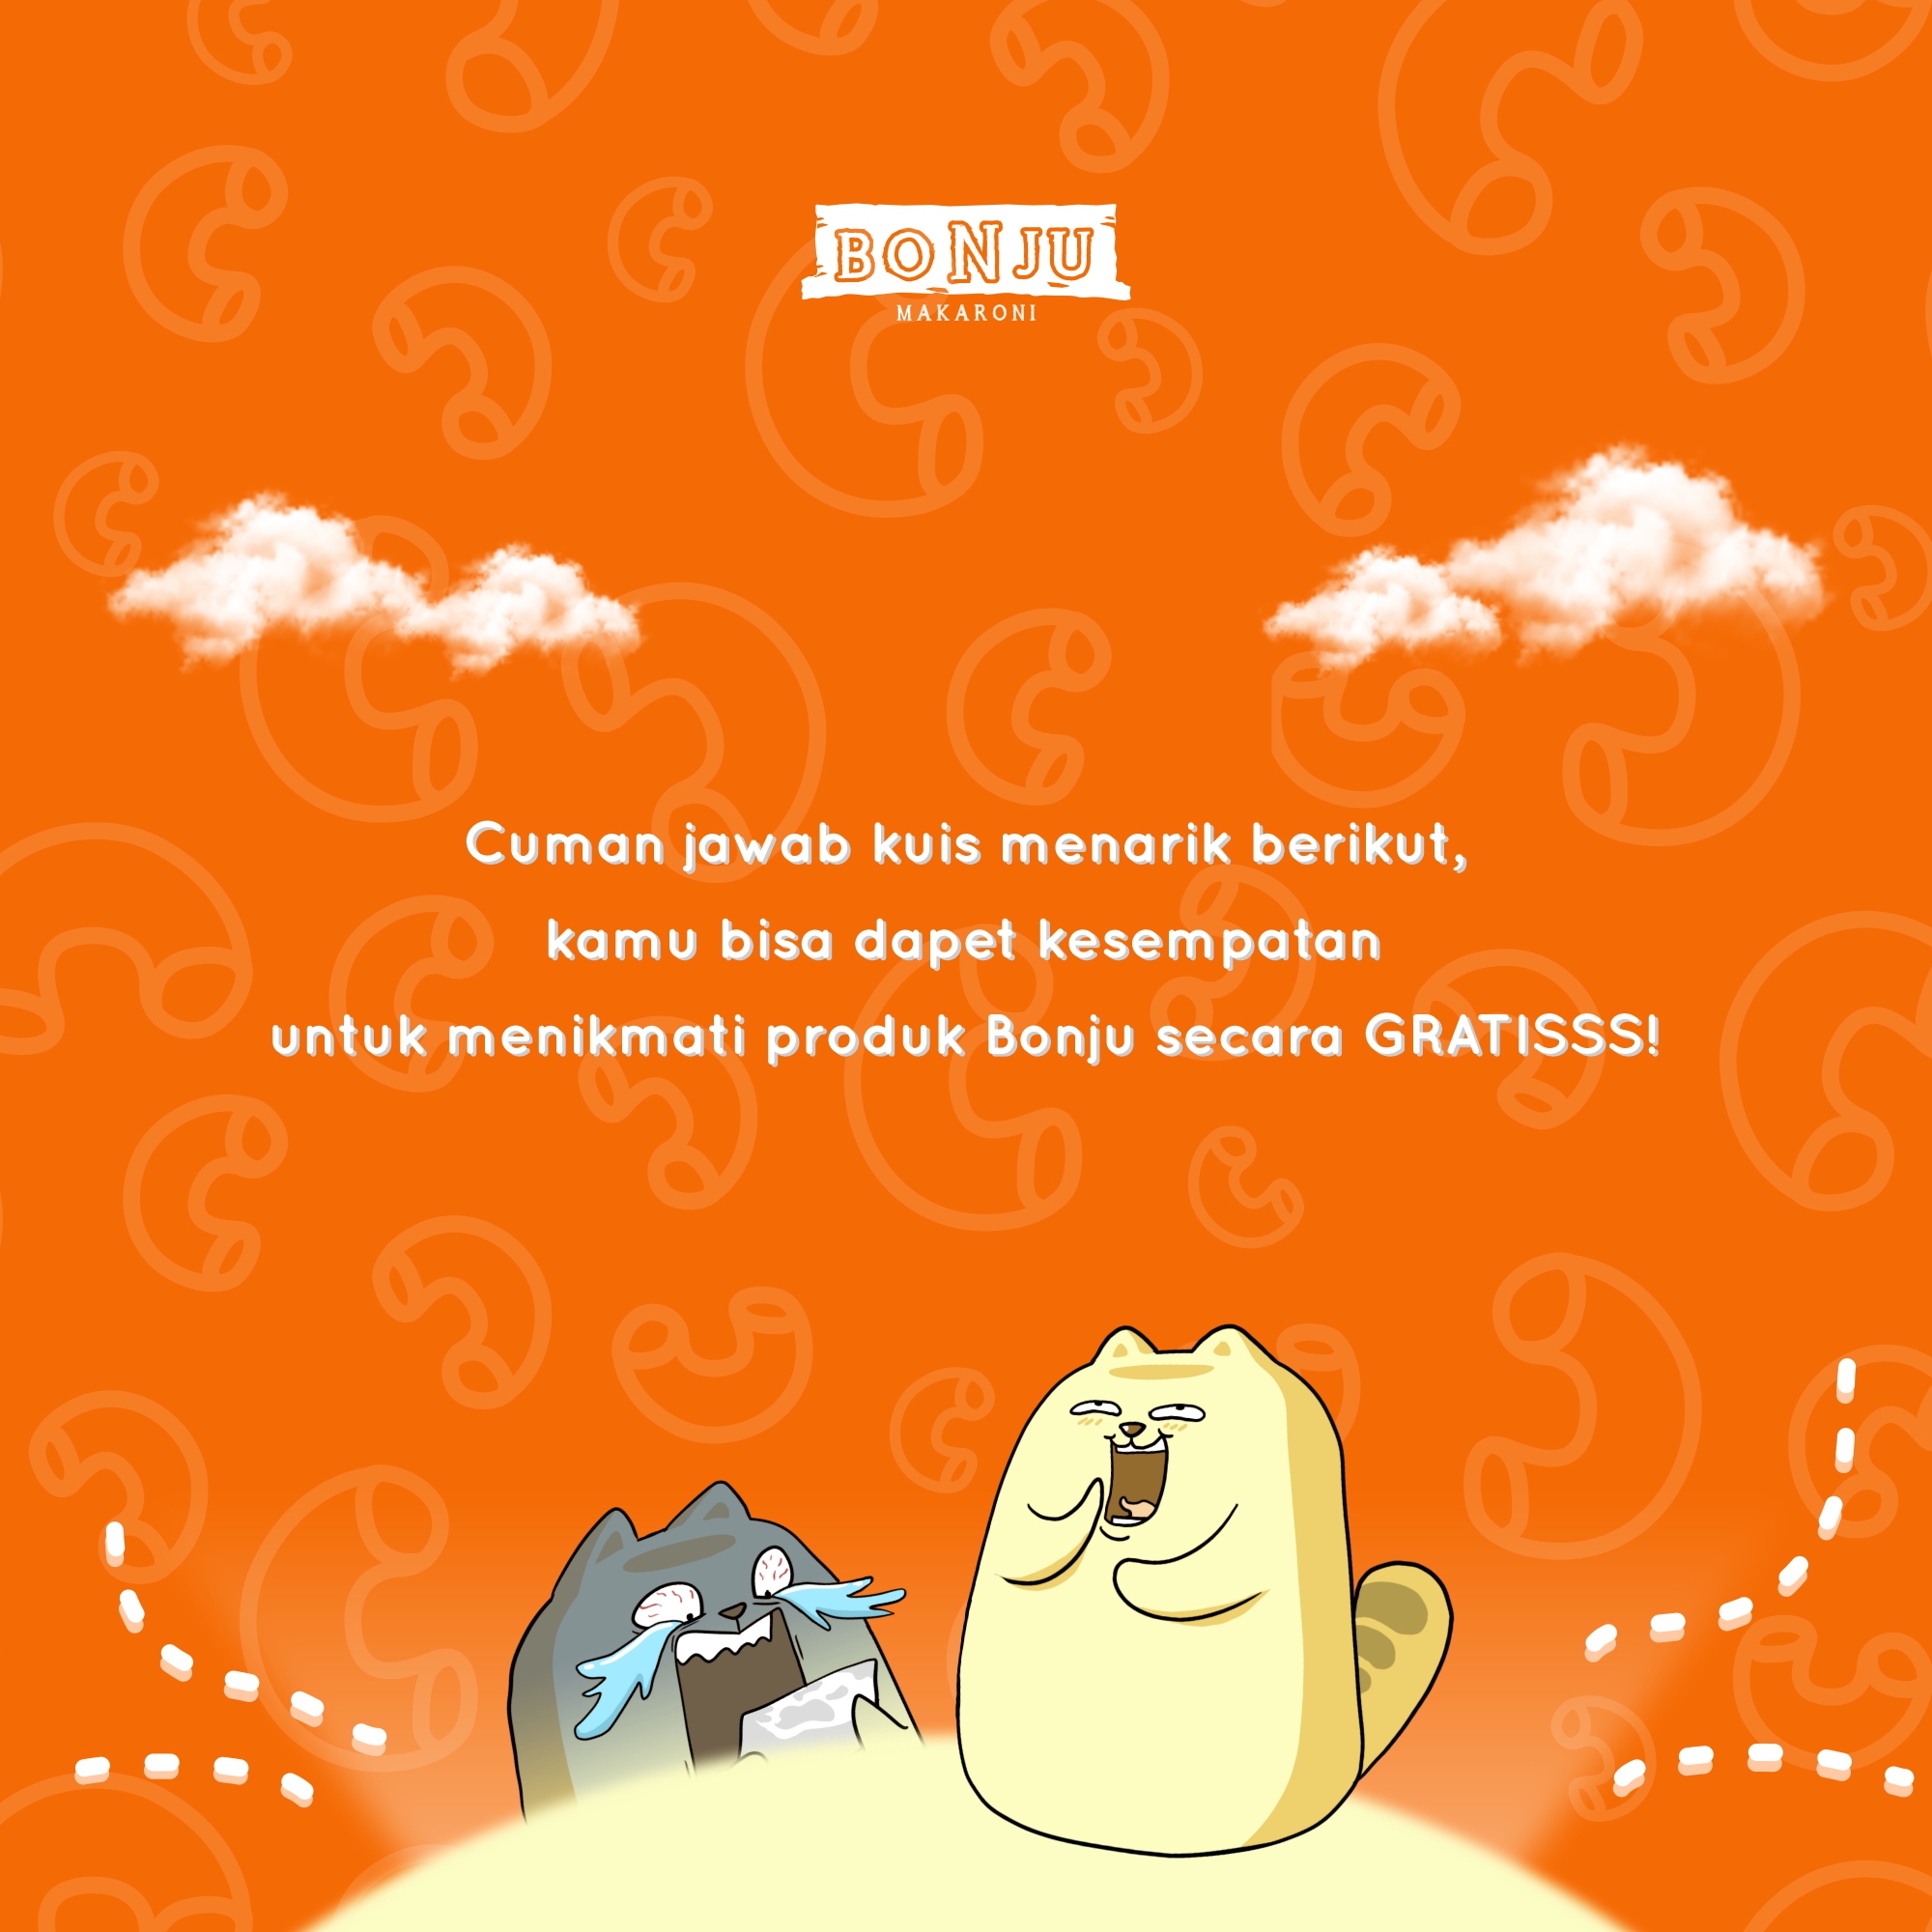 BONJU
MAKARONI
Cuman jawab kuis menarik berikut,
kamu bisa dapet kesempatan
untuk menikmati produk Bonju secara GRATISSS!